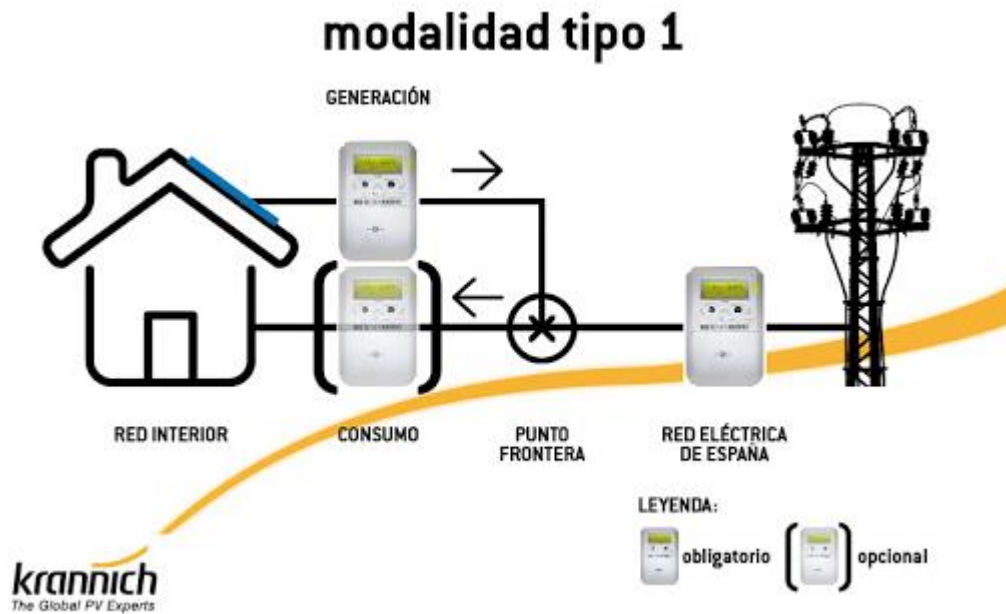 modalidad tipo 1
GENERACIÓN
RED INTERIOR
CONSUMO
PUNTO
FRONTERA
RED ELÉCTRICA
DE ESPAÑA
LEYENDA:
obligatorio
opcional
krannich
The Global PV Experts